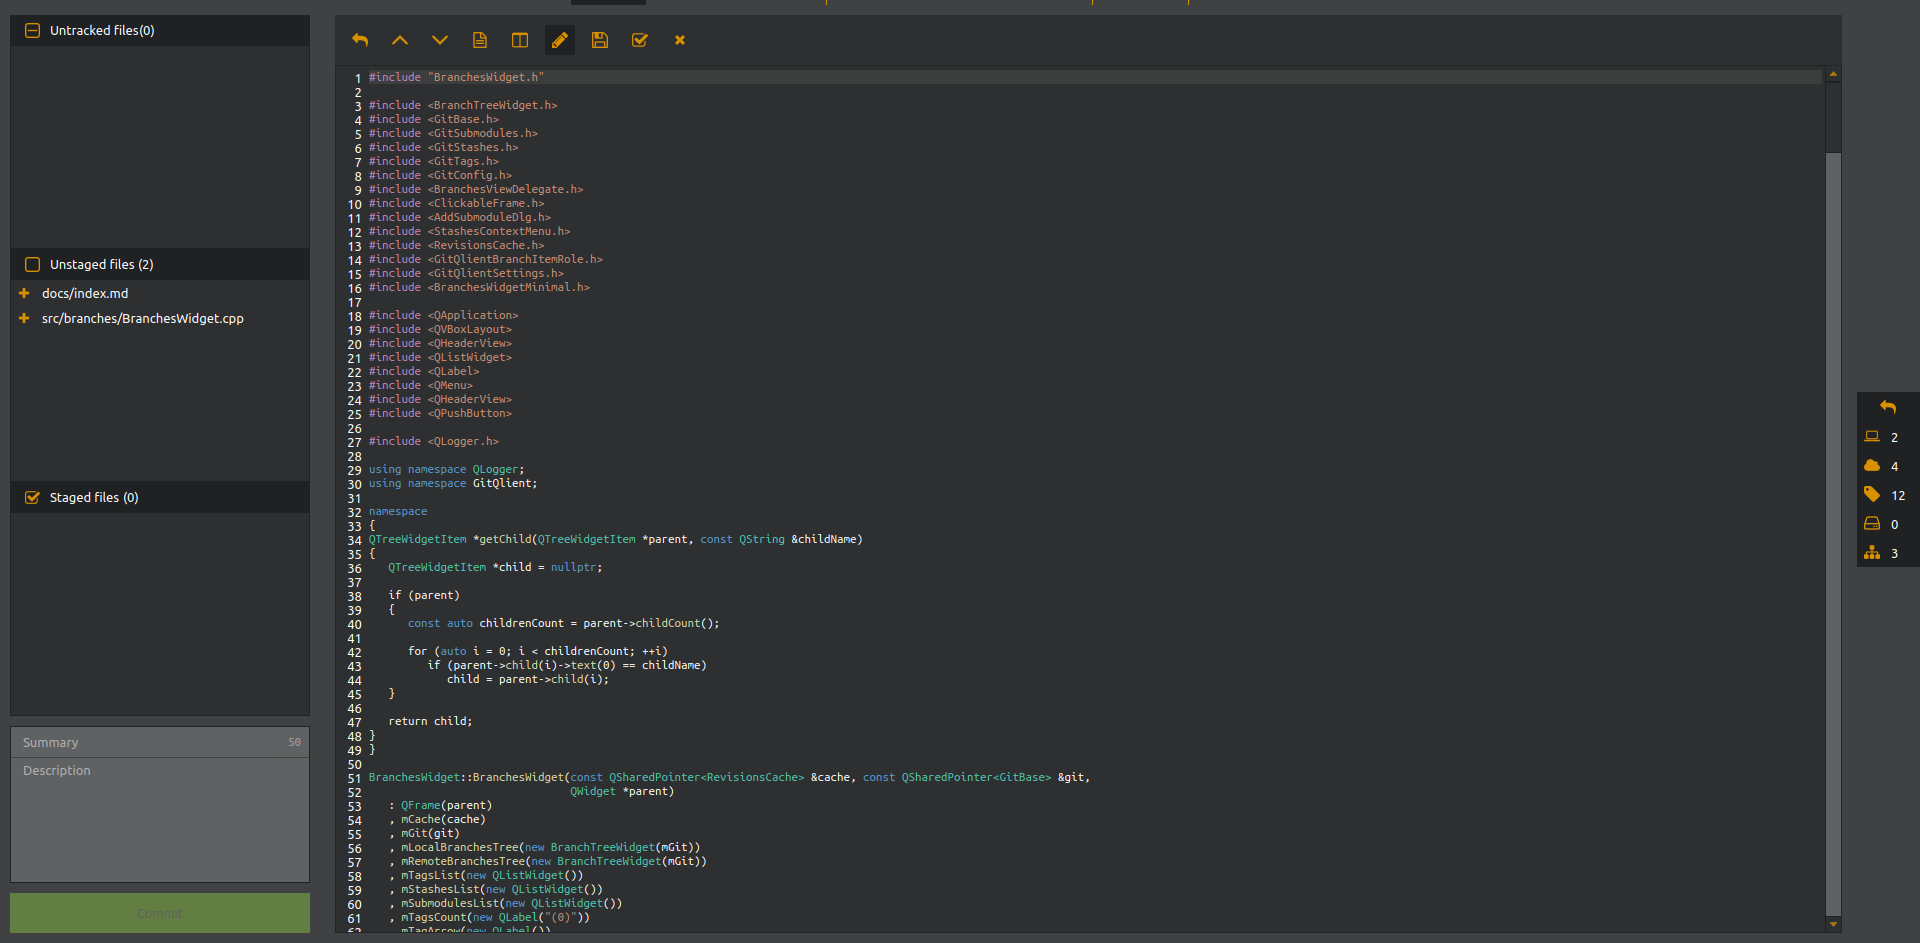 Untracked files(0)
Unstaged files (2)
docs/index.md
src/branches/BranchesWidget.cpp
Staged files (0)
Summary 50
Description
Commit
1 #include "BranchesWidget.h"
2
3 #include <BranchTreeWidget.h>
4 #include <GitBase.h>
5 #include <GitSubmodules.h>
6 #include <GitStashes.h>
7 #include <GitTags.h>
8 #include <GitConfig.h>
9 #include <BranchesViewDelegate.h>
10 #include <ClickableFrame.h>
11 #include <AddSubmoduleDlg.h>
12 #include <StashesContextMenu.h>
13 #include <RevisionsCache.h>
14 #include <GitQlientBranchItemRole.h>
15 #include <GitQlientSettings.h>
16 #include <BranchesWidgetMinimal.h>
17
18 #include <QApplication>
19 #include <QVBoxLayout>
20 #include <QHeaderView>
21 #include <QListWidget>
22 #include <QLabel>
23 #include <QMenu>
24 #include <QHeaderView>
25 #include <QPushButton>
26
27 #include <QLogger.h>
28
29 using namespace QLogger;
30 using namespace GitQlient;
31
32 namespace
33 {
34 QTreeWidgetItem *getChild(QTreeWidgetItem *parent, const QString &childName)
35 {
36    QTreeWidgetItem *child = nullptr;
37
38    if (parent)
39    {
40       const auto childrenCount = parent->childCount();
41
42       for (auto i = 0; i < childrenCount; ++i)
43          if (parent->child(i)->text(0) == childName)
44             child = parent->child(i);
45    }
46
47    return child;
48 }
49 }
50
51 BranchesWidget::BranchesWidget(const QSharedPointer<RevisionsCache> &cache, const QSharedPointer<GitBase> &git,
52                                QWidget *parent)
53    : QFrame(parent)
54    , mCache(cache)
55    , mGit(git)
56    , mLocalBranchesTree(new BranchTreeWidget(mGit))
57    , mRemoteBranchesTree(new BranchTreeWidget(mGit))
58    , mTagsList(new QListWidget())
59    , mStashesList(new QListWidget())
60    , mSubmodulesList(new QListWidget())
61    , mTagsCount(new QLabel("(0)"))
62    , mTagArrow(new QLabel())
2
4
12
0
3